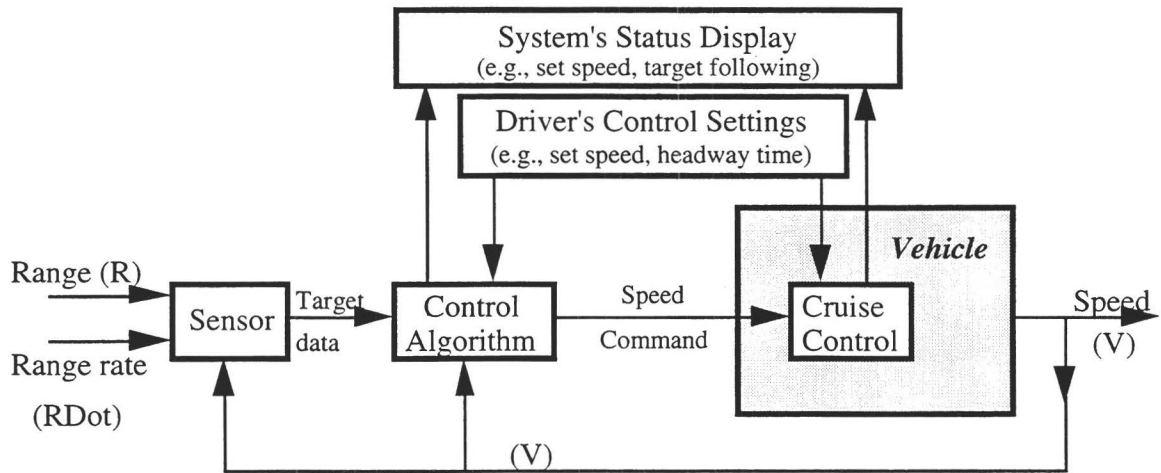 System's Status Display
(e.g., set speed, target following)
Driver's Control Settings
(e.g., set speed, headway time)
Vehicle
Range (R)
Range rate
(RDot)
Sensor
Target
data
Control
Algorithm
Speed
Command
Cruise
Control
Speed
(V)
(V)